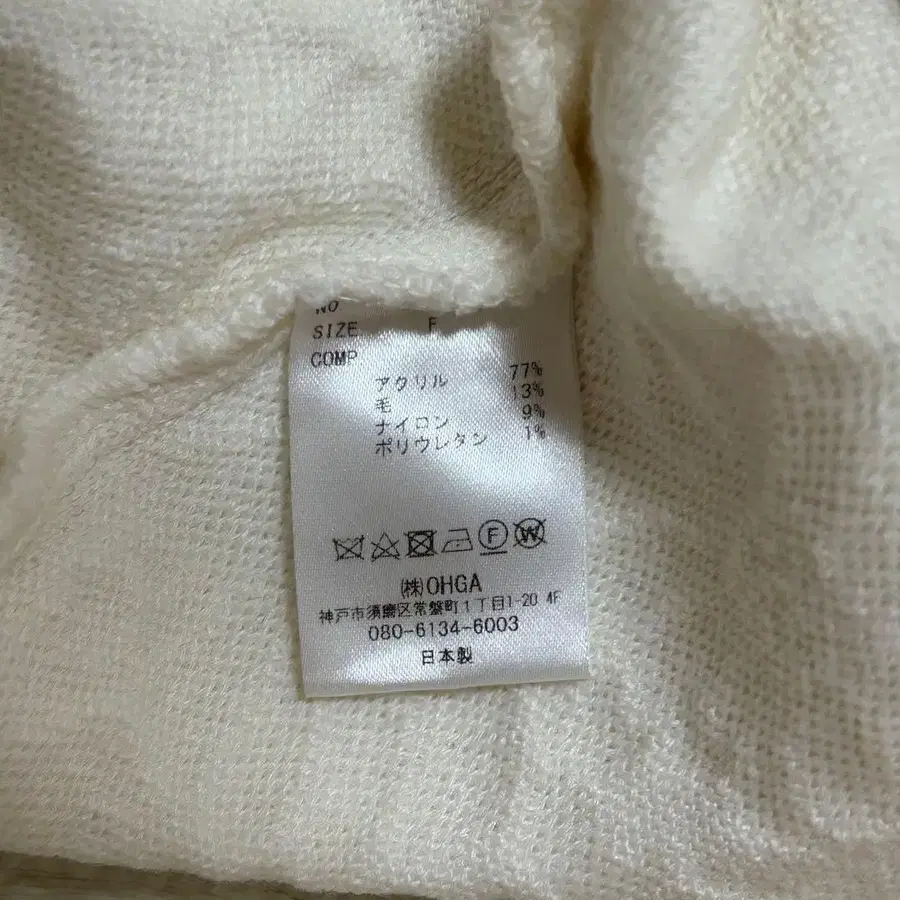 NO
SIZE F
COMP
アクリル 77%
毛 13%
ナイロン 9%
ポリウレタン 1%
F W
㈱OHGA
神戸市須磨区常盤町1丁目1-20 4F
080-6134-6003
日本製